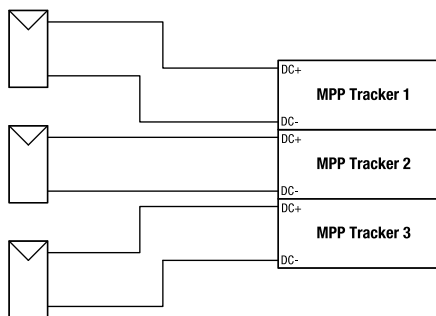 DC+
MPP Tracker 1
DC-
DC+
MPP Tracker 2
DC-
DC+
MPP Tracker 3
DC-